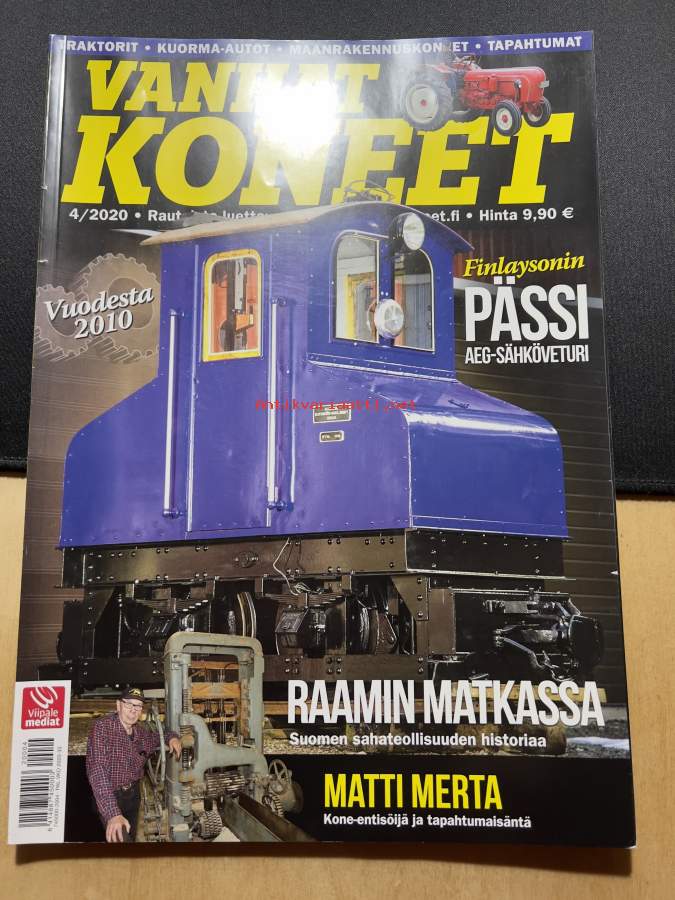 TRAKTORIT • KUORMA-AUTOT • MAANRAKENNUSKONEET • TAPAHTUMAT
VANHAT
KONEET
4/2020 • • Hinta 9,90 €
Vuodesta
2010
Finlaysonin
PÄSSI
AEG-SÄHKÖVETURI
Antikvariaatti.net
RAAMIN MATKASSA
Suomen sahateollisuuden historiaa
Viipale
mediat
MATTI MERTA
Kone-entisöijä ja tapahtumaisäntä
20004